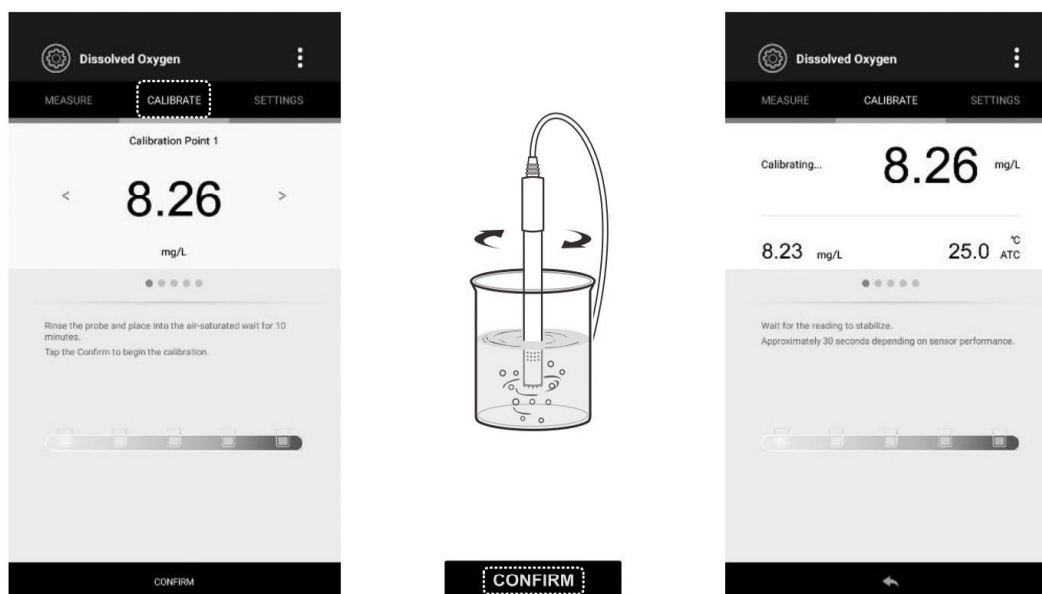 Dissolved Oxygen
MEASURE CALIBRATE SETTINGS
Calibration Point 1
< 8.26 >
mg/L
Rinse the probe and place into the air-saturated wait for 10
minutes.
Tap the Confirm to begin the calibration.
CONFIRM
CONFIRM
Dissolved Oxygen
MEASURE CALIBRATE SETTINGS
Calibrating... 8.26 mg/L
8.23 mg/L 25.0 °C ATC
Wait for the reading to stabilize.
Approximately 30 seconds depending on sensor performance.